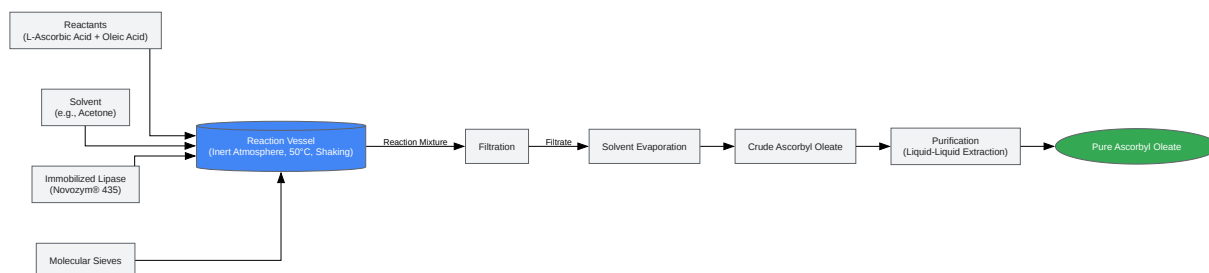 Reactants
(L-Ascorbic Acid + Oleic Acid)
Solvent
(e.g., Acetone)
Immobilized Lipase
(Novozym® 435)
Molecular Sieves
Reaction Vessel
(Inert Atmosphere, 50°C, Shaking)
Reaction Mixture
Filtration
Filtrate
Solvent Evaporation
Crude Ascorbyl Oleate
Purification
(Liquid-Liquid Extraction)
Pure Ascorbyl Oleate